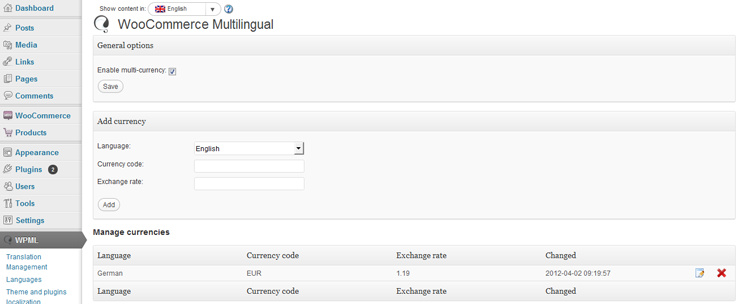 Dashboard
Posts
Media
Links
Pages
Comments
WooCommerce
Products
Appearance
Plugins 2
Users
Tools
Settings
WPML
Translation
Management
Languages
Theme and plugins
localization
Show content in: English ?
WooCommerce Multilingual
General options
Enable multi-currency:
Save
Add currency
Language: English
Currency code:
Exchange rate:
Add
Manage currencies
Language Currency code Exchange rate Changed
German EUR 1.19 2012-04-02 09:19:57
Language Currency code Exchange rate Changed